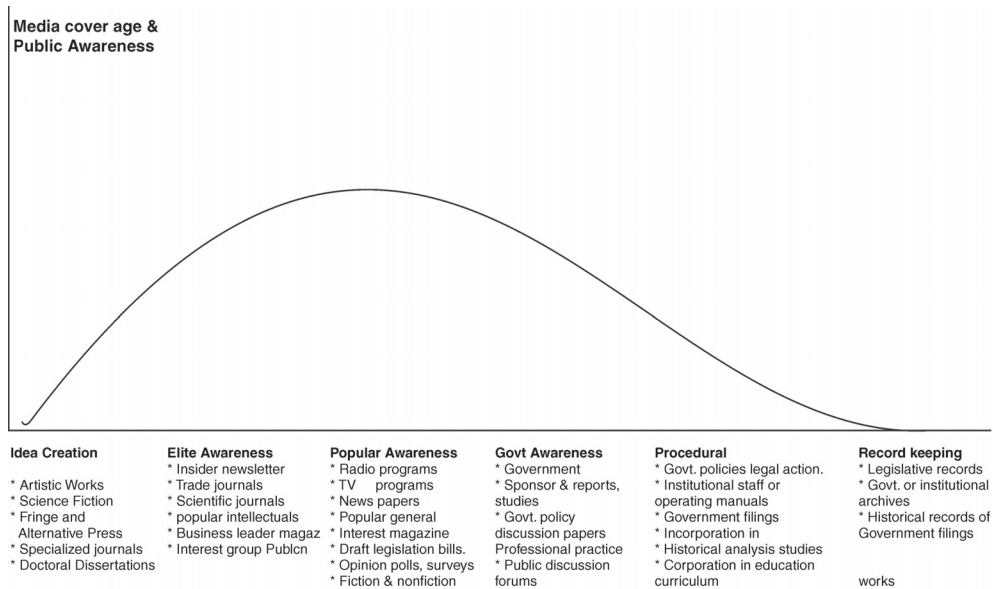 Media cover age &
Public Awareness
Idea Creation
* Artistic Works
* Science Fiction
* Fringe and
Alternative Press
* Specialized journals
* Doctoral Dissertations
Elite Awareness
* Insider newsletter
* Trade journals
* Scientific journals
* popular intellectuals
* Business leader magaz
* Interest group Publcn
Popular Awareness
* Radio programs
* TV programs
* News papers
* Popular general
* Interest magazine
* Draft legislation bills.
* Opinion polls, surveys
* Fiction & nonfiction
Govt Awareness
* Government
* Sponsor & reports,
studies
* Govt. policy
discussion papers
Professional practice
* Public discussion
forums
Procedural
* Govt. policies legal action.
* Institutional staff or
operating manuals
* Government filings
* Incorporation in
* Historical analysis studies
* Corporation in education
curriculum
Record keeping
* Legislative records
* Govt. or institutional
archives
* Historical records of
Government filings
works